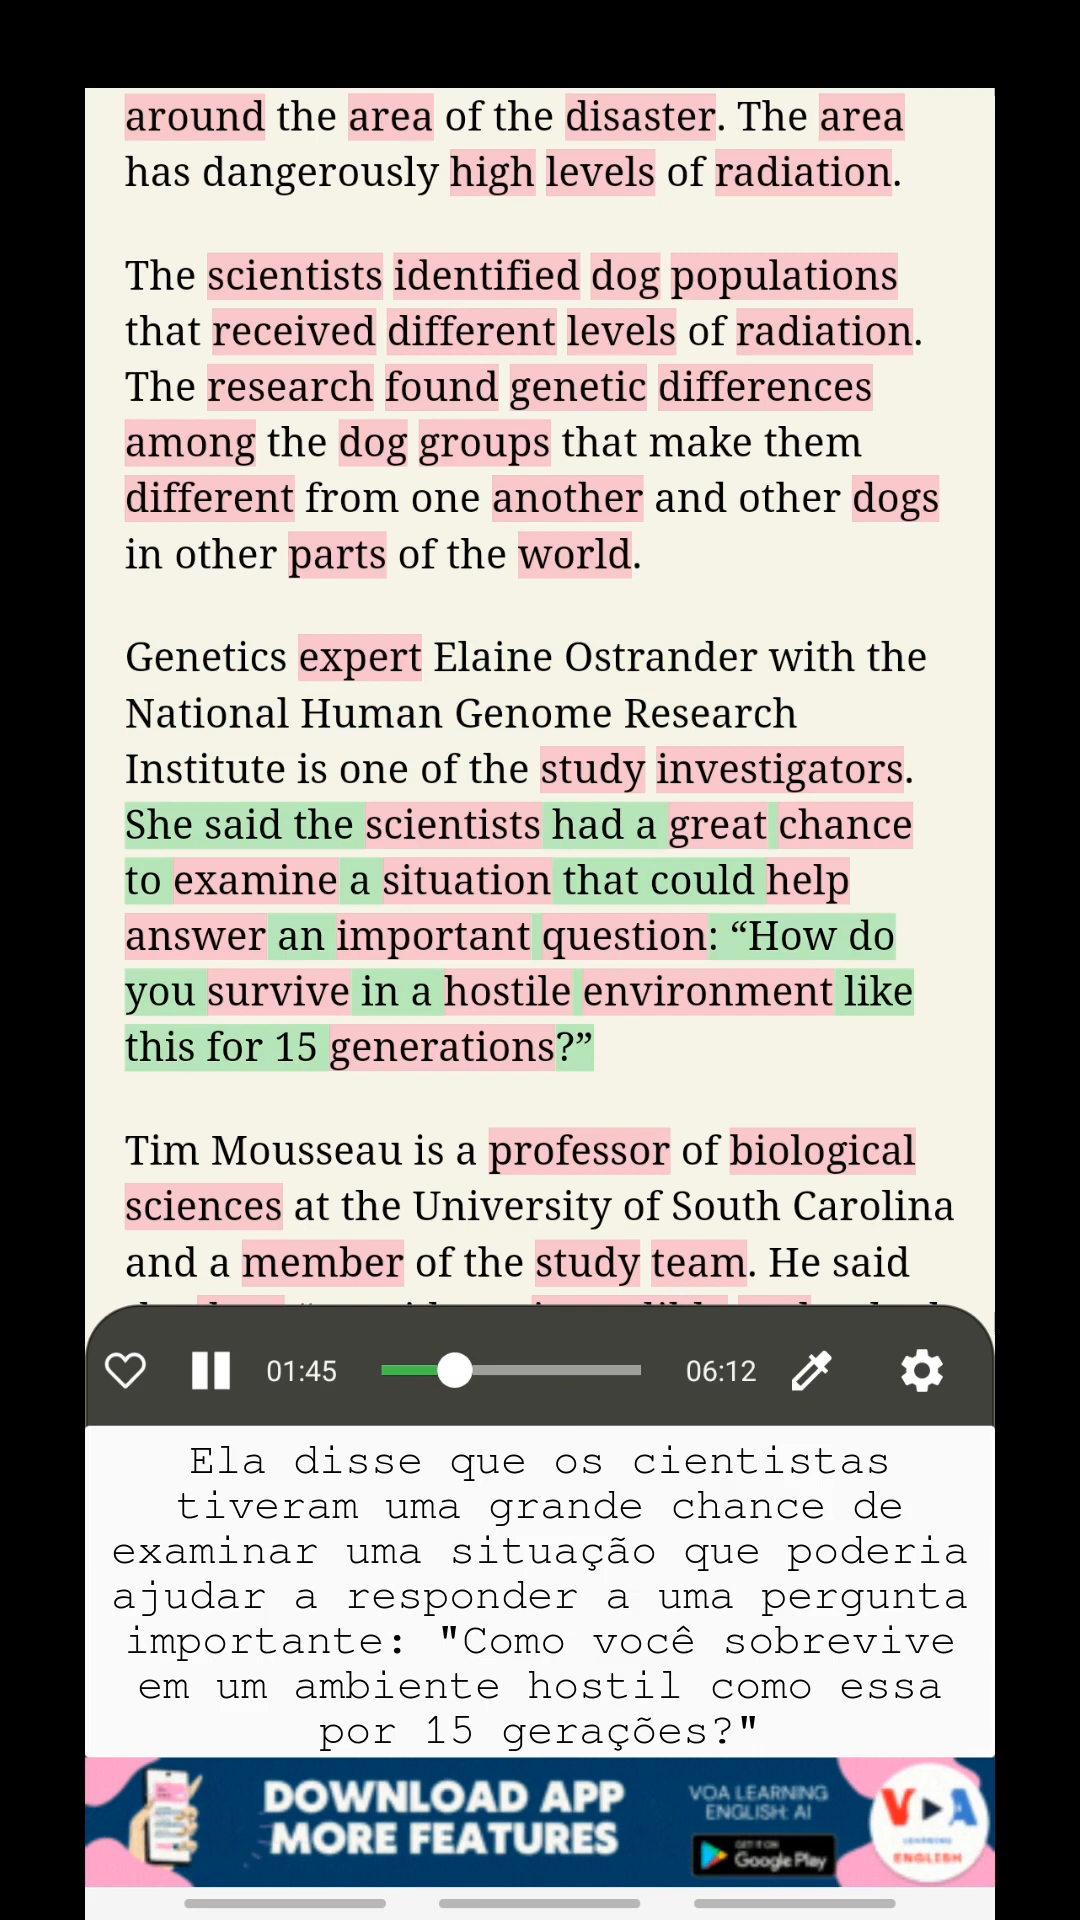 around the area of the disaster. The area
has dangerously high levels of radiation.
The scientists identified dog populations
that received different levels of radiation.
The research found genetic differences
among the dog groups that make them
different from one another and other dogs
in other parts of the world.
Genetics expert Elaine Ostrander with the
National Human Genome Research
Institute is one of the study investigators.
She said the scientists had a great chance
to examine a situation that could help
answer an important question: “How do
you survive in a hostile environment like
this for 15 generations?”
Tim Mousseau is a professor of biological
sciences at the University of South Carolina
and a member of the study team. He said
01:45
06:12
Ela disse que os cientistas
tiveram uma grande chance de
examinar uma situação que poderia
ajudar a responder a uma pergunta
importante: "Como você sobrevive
em um ambiente hostil como essa
por 15 gerações?"
DOWNLOAD APP
MORE FEATURES
VOA LEARNING
ENGLISH: AI
GET IT ON
Google Play
VOA
LEARNING
ENGLISH